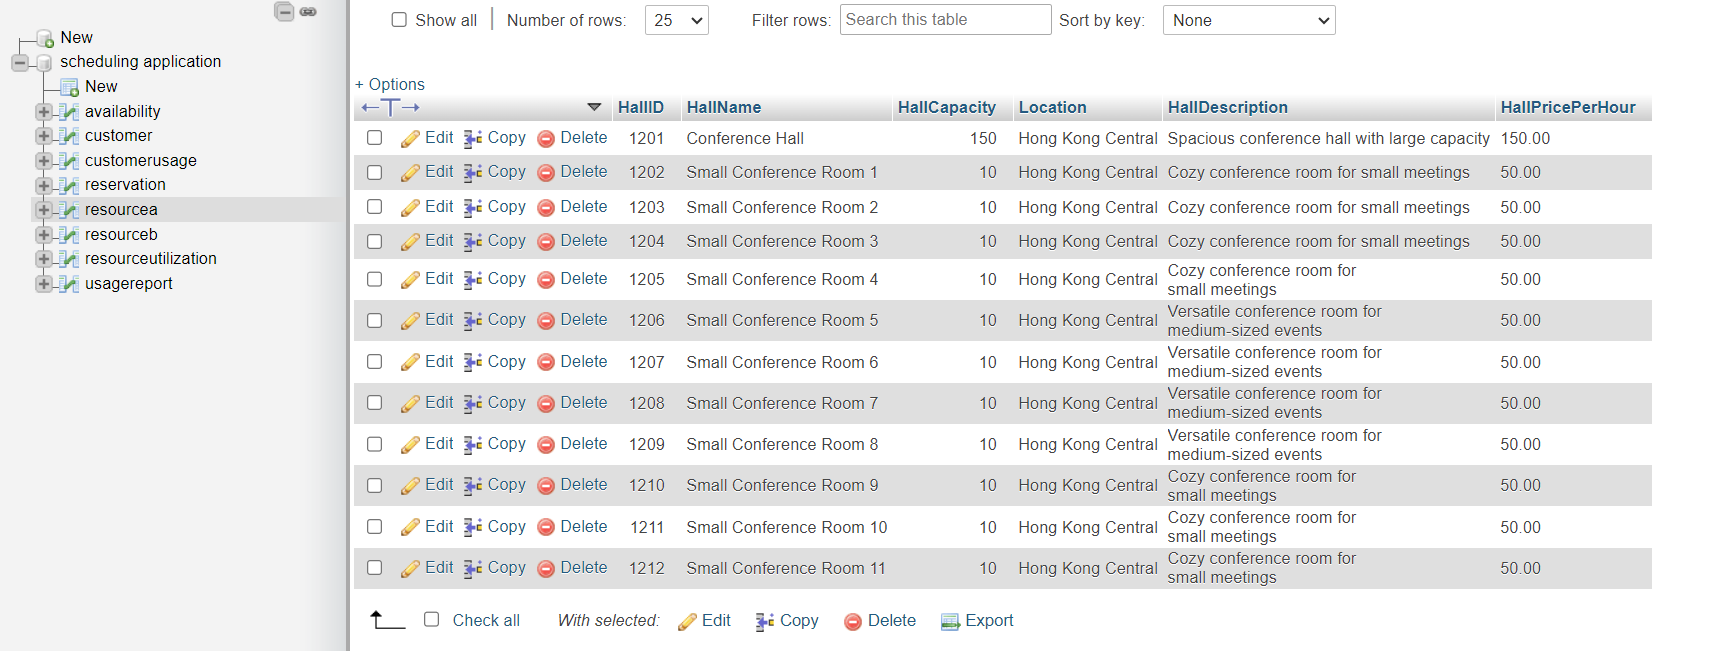 New
scheduling application
New
availability
customer
customerusage
reservation
resourcea
resourceb
resourceutilization
usagereport
Show all Number of rows: 25 Filter rows: Search this table Sort by key: None
+ Options
HallID HallName HallCapacity Location HallDescription HallPricePerHour
Edit Copy Delete 1201 Conference Hall 150 Hong Kong Central Spacious conference hall with large capacity 150.00
Edit Copy Delete 1202 Small Conference Room 1 10 Hong Kong Central Cozy conference room for small meetings 50.00
Edit Copy Delete 1203 Small Conference Room 2 10 Hong Kong Central Cozy conference room for small meetings 50.00
Edit Copy Delete 1204 Small Conference Room 3 10 Hong Kong Central Cozy conference room for small meetings 50.00
Edit Copy Delete 1205 Small Conference Room 4 10 Hong Kong Central Cozy conference room for
small meetings 50.00
Edit Copy Delete 1206 Small Conference Room 5 10 Hong Kong Central Versatile conference room for
medium-sized events 50.00
Edit Copy Delete 1207 Small Conference Room 6 10 Hong Kong Central Versatile conference room for
medium-sized events 50.00
Edit Copy Delete 1208 Small Conference Room 7 10 Hong Kong Central Versatile conference room for
medium-sized events 50.00
Edit Copy Delete 1209 Small Conference Room 8 10 Hong Kong Central Versatile conference room for
medium-sized events 50.00
Edit Copy Delete 1210 Small Conference Room 9 10 Hong Kong Central Cozy conference room for
small meetings 50.00
Edit Copy Delete 1211 Small Conference Room 10 10 Hong Kong Central Cozy conference room for
small meetings 50.00
Edit Copy Delete 1212 Small Conference Room 11 10 Hong Kong Central Cozy conference room for
small meetings 50.00
Check all With selected: Edit Copy Delete Export